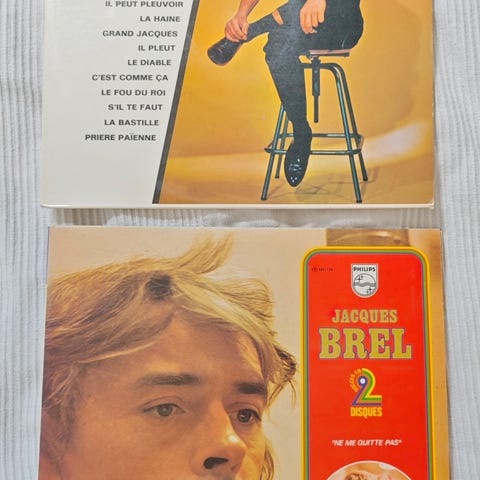 IL PEUT PLEUVOIR
LA HAINE
GRAND JACQUES
IL PLEUT
LE DIABLE
C'EST COMME ÇA
LE FOU DU ROI
S'IL TE FAUT
LA BASTILLE
PRIERE PAÏENNE
PHILIPS
JACQUES
BREL
2
DISQUES
"NE ME QUITTE PAS"